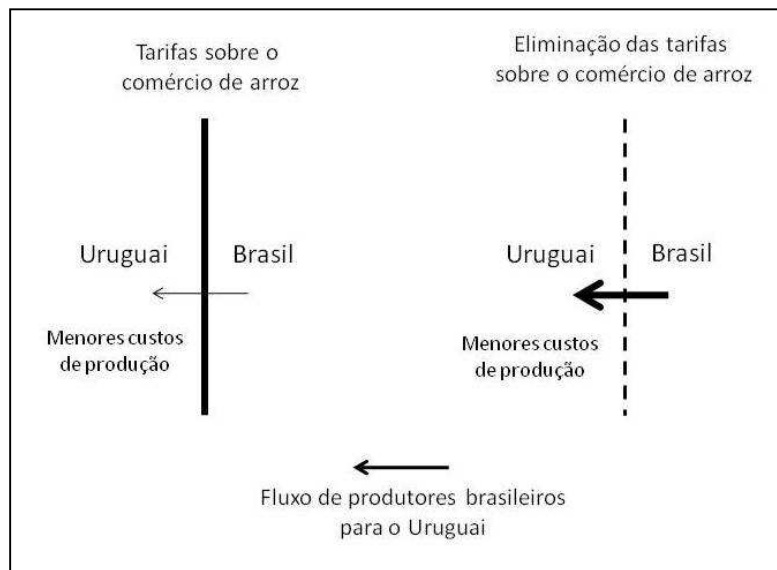 Tarifas sobre o
comércio de arroz
Uruguai
Brasil
Menores custos
de produção
Eliminação das tarifas
sobre o comércio de arroz
Uruguai
Brasil
Menores custos
de produção
Fluxo de produtores brasileiros
para o Uruguai